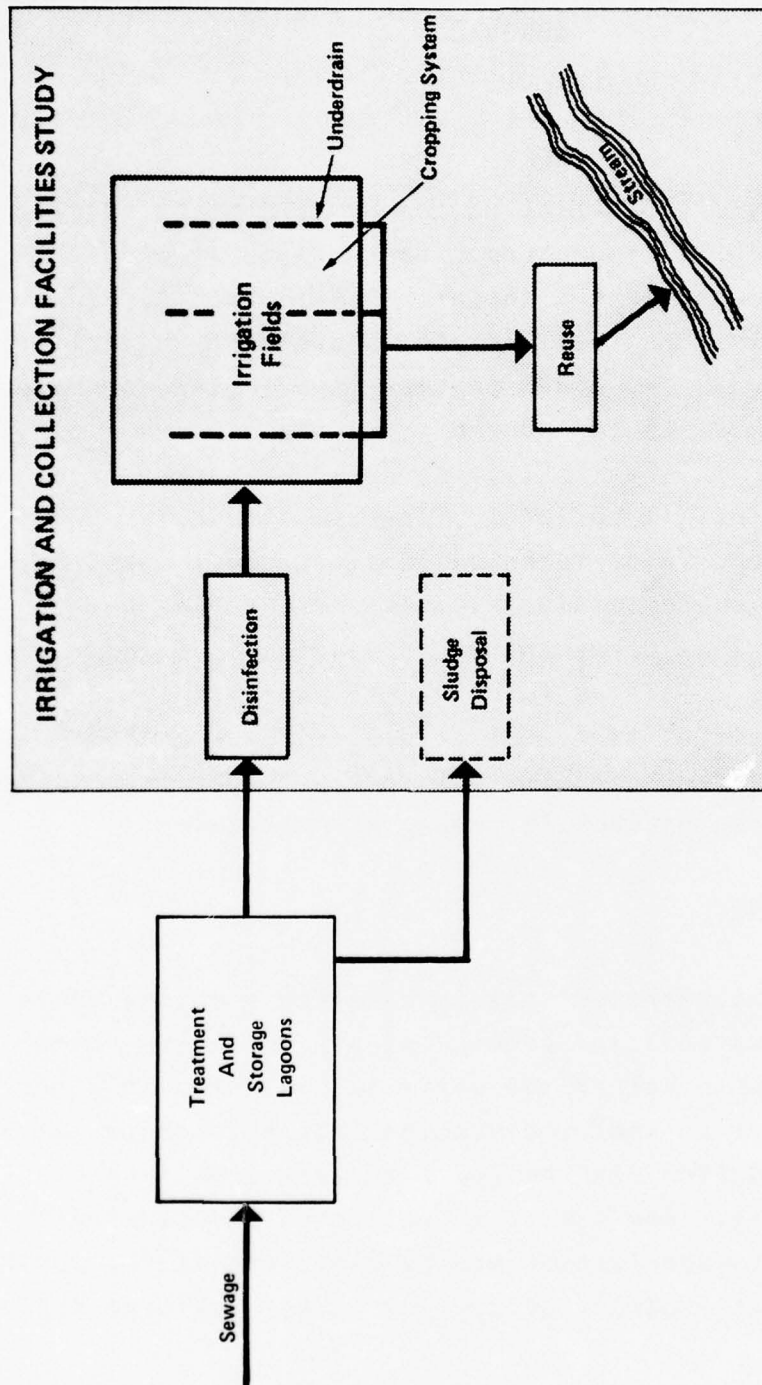 IRRIGATION AND COLLECTION FACILITIES STUDY
Sewage
Treatment
And
Storage
Lagoons
Disinfection
Sludge
Disposal
Irrigation
Fields
Underdrain
Cropping System
Reuse
Stream